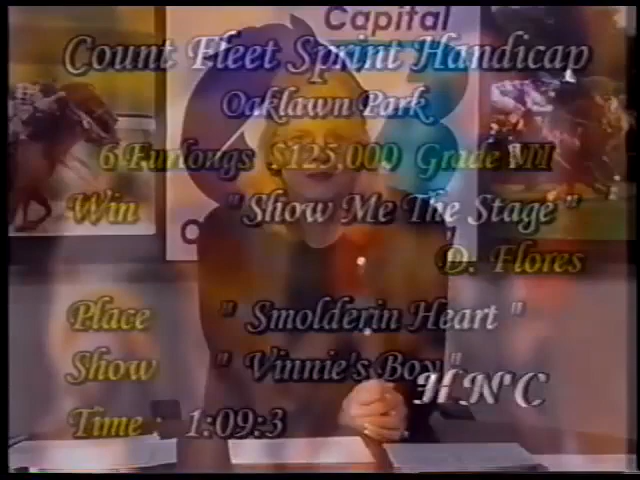 Capital
Count Fleet Sprint Handicap
Oaklawn Park
6 Furlongs $125,000 Grade III
Win "Show Me The Stage"
D. Flores
Place " Smolderin Heart "
Show " Vinnie's Boy "
HN'C
Time : 1:09:3